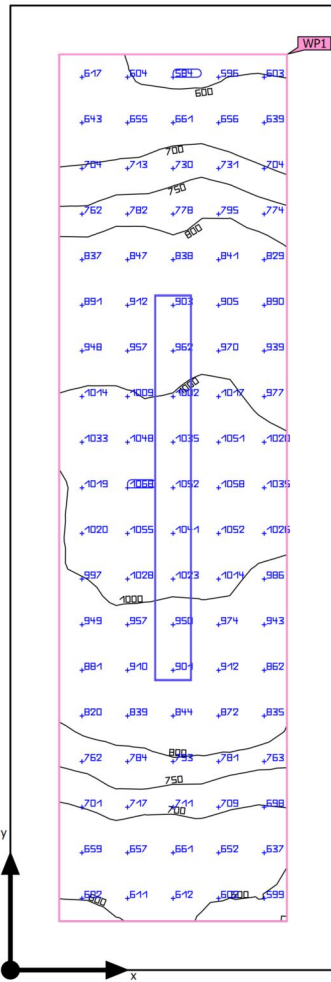 WP1
+617 +604 +584 +596 +603
600
+643 +655 +661 +656 +639
700
+704 +713 +730 +731 +704
750
+762 +782 +778 +795 +774
800
+837 +847 +838 +841 +829
+891 +912 +903 +905 +890
+948 +957 +962 +970 +939
1000
+1014 +1009 +1002 +1017 +977
+1033 +1048 +1035 +1051 +1020
+1019 +1068 +1052 +1058 +1035
+1020 +1055 +1041 +1052 +1026
+997 +1028 +1023 +1014 +986
1000
+949 +957 +950 +974 +943
+881 +910 +901 +912 +862
+820 +839 +844 +872 +835
800
+762 +784 +793 +781 +763
750
+701 +717 +711 +709 +698
700
y
+659 +657 +661 +652 +637
+611 +612 600 +599
600
x